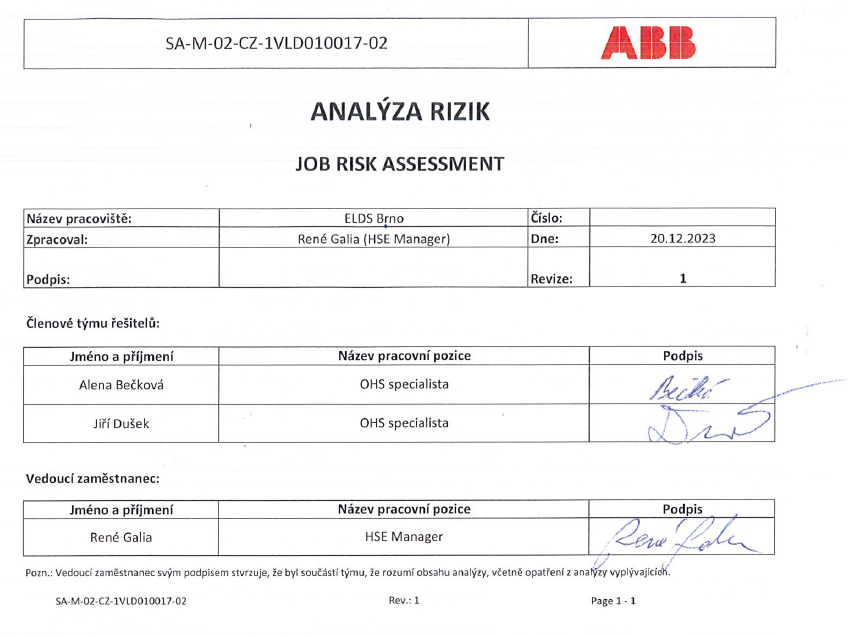 SA-M-02-CZ-1VLD010017-02 ABB
ANALÝZA RIZIK
JOB RISK ASSESSMENT
Název pracoviště: ELDS Brno Číslo:
Zpracoval: René Galia (HSE Manager) Dne: 20.12.2023
Podpis: Revize: 1
Členové týmu řešitelů:
Jméno a příjmení Název pracovní pozice Podpis
Alena Bečková OHS specialista
Jiří Dušek OHS specialista
Vedoucí zaměstnanec:
Jméno a příjmení Název pracovní pozice Podpis
René Galia HSE Manager René
Pozn.: Vedoucí zaměstnanec svým podpisem stvrzuje, že byl součástí týmu, že rozumí obsahu analýzy, včetně opatření z analýzy vyplývajících.
SA-M-02-CZ-1VLD010017-02 Rev.: 1 Page 1 - 1